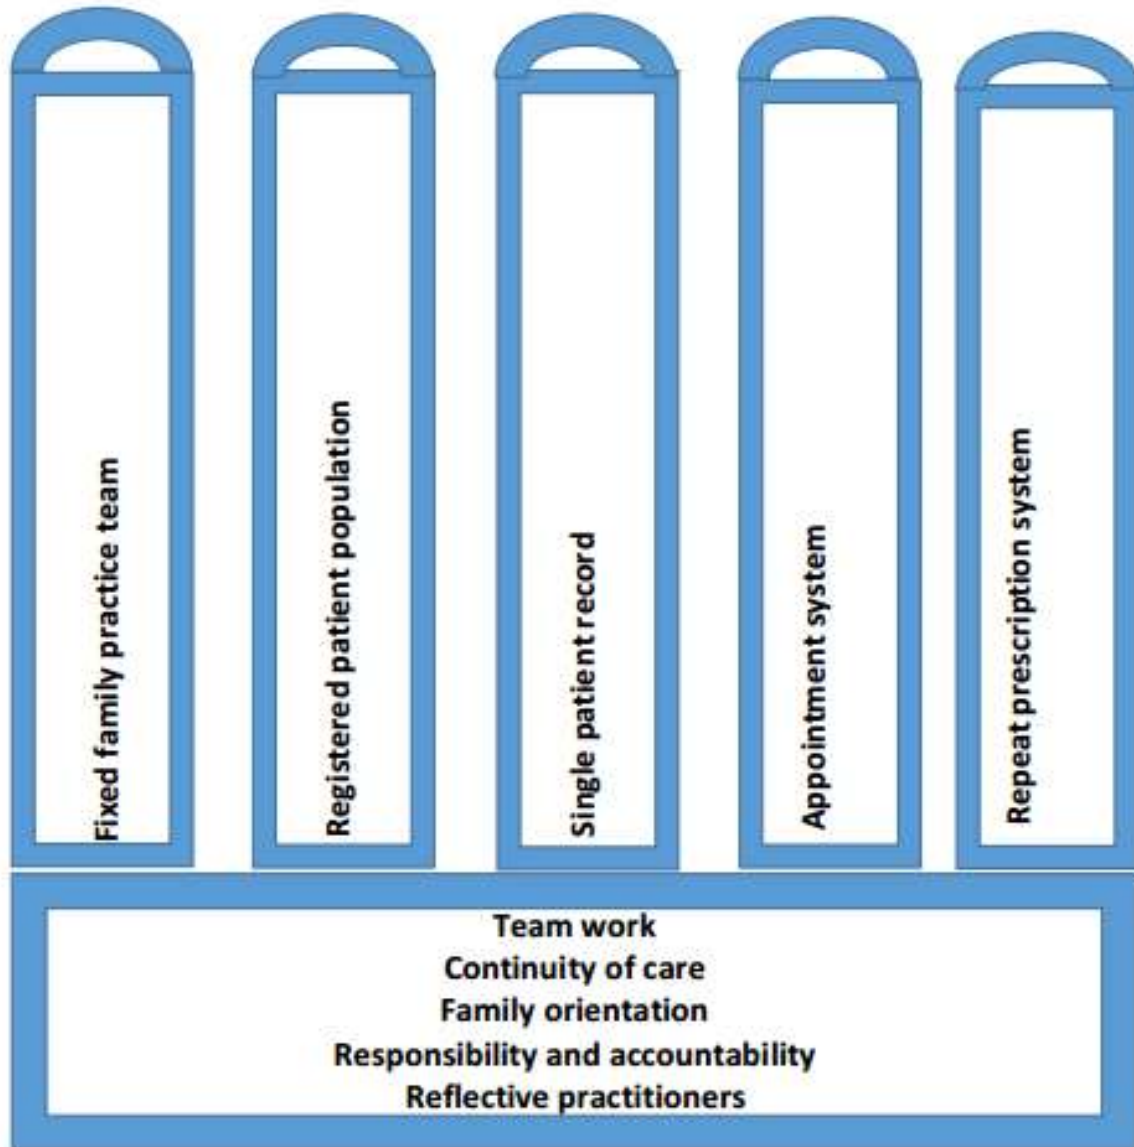 Fixed family practice team
Registered patient population
Single patient record
Appointment system
Repeat prescription system
Team work
Continuity of care
Family orientation
Responsibility and accountability
Reflective practitioners